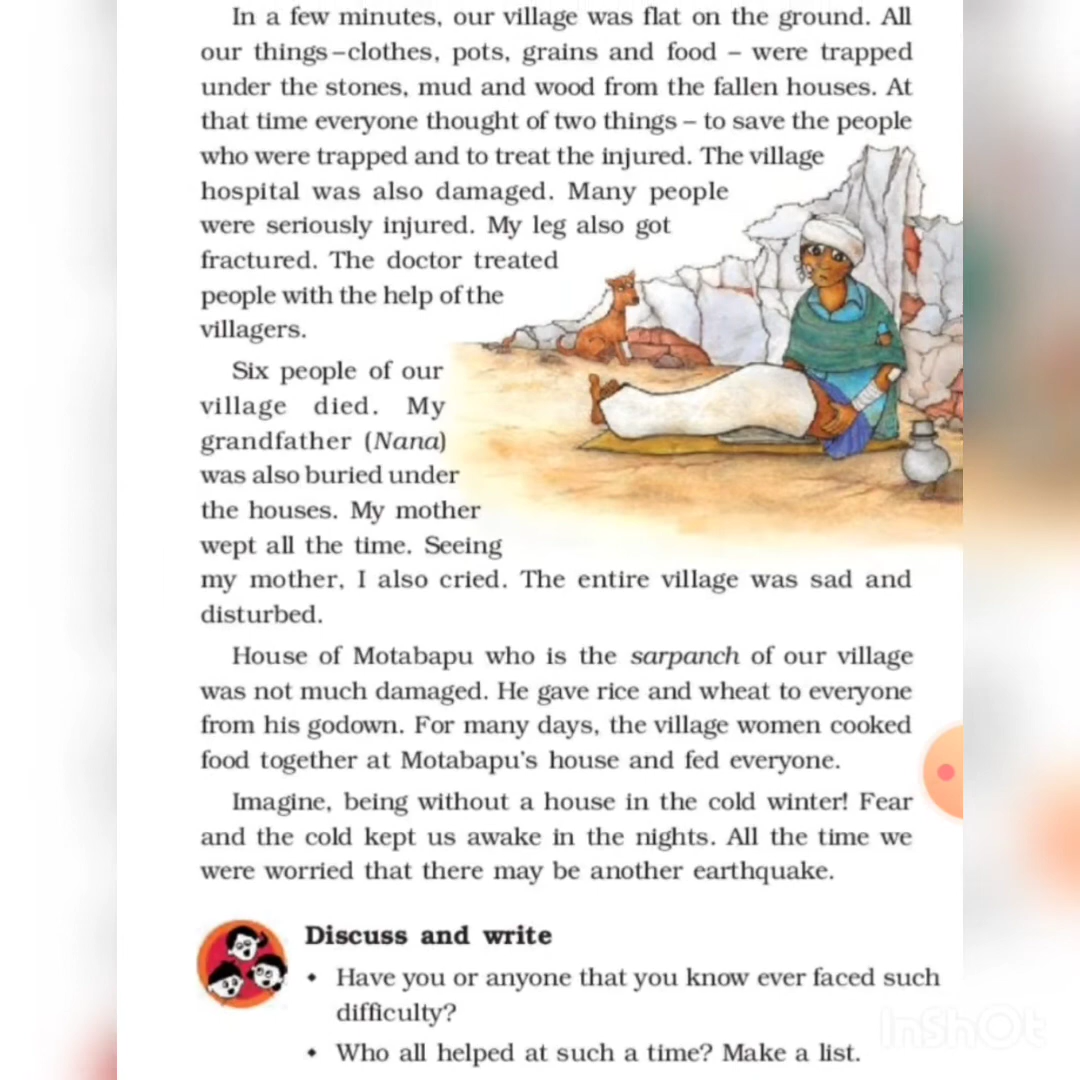 In a few minutes, our village was flat on the ground. All
our things–clothes, pots, grains and food – were trapped
under the stones, mud and wood from the fallen houses. At
that time everyone thought of two things – to save the people
who were trapped and to treat the injured. The village
hospital was also damaged. Many people
were seriously injured. My leg also got
fractured. The doctor treated
people with the help of the
villagers.
Six people of our
village died. My
grandfather (Nana)
was also buried under
the houses. My mother
wept all the time. Seeing
my mother, I also cried. The entire village was sad and
disturbed.
House of Motabapu who is the sarpanch of our village
was not much damaged. He gave rice and wheat to everyone
from his godown. For many days, the village women cooked
food together at Motabapu's house and fed everyone.
Imagine, being without a house in the cold winter! Fear
and the cold kept us awake in the nights. All the time we
were worried that there may be another earthquake.
Discuss and write
• Have you or anyone that you know ever faced such
difficulty?
• Who all helped at such a time? Make a list.
InShOt